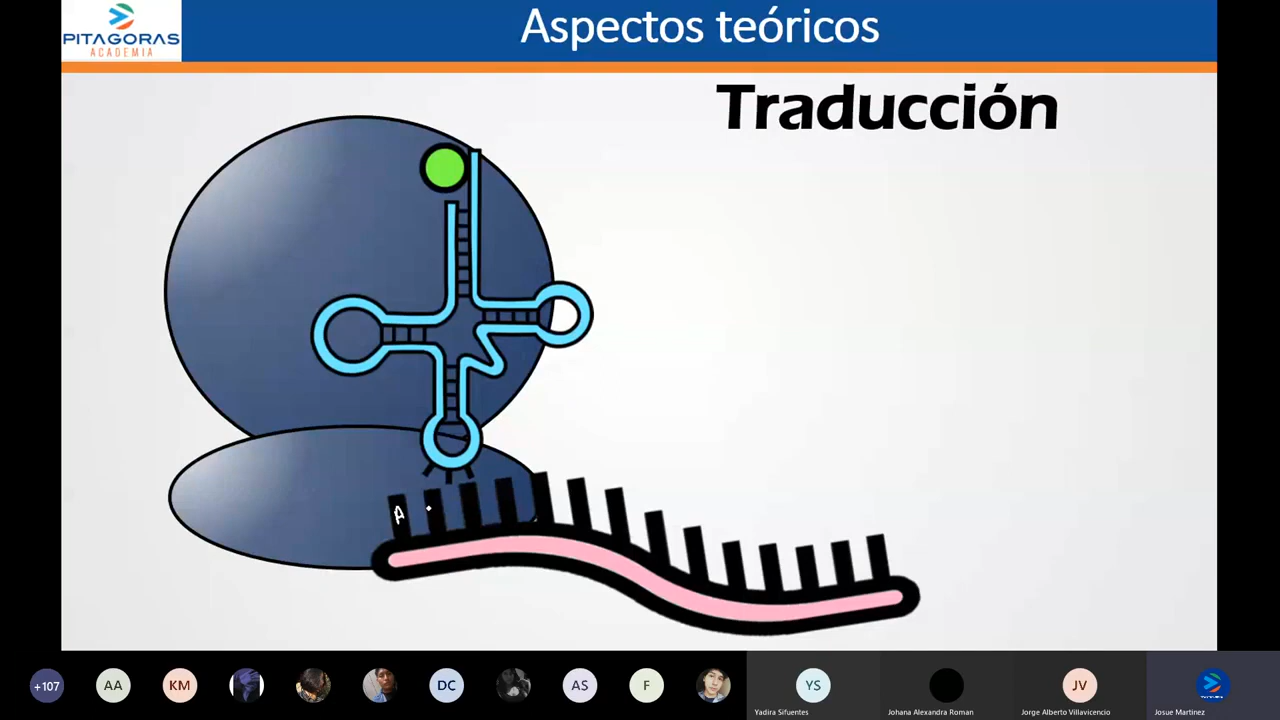 Aspectos teóricos
PITAGORAS
ACADEMIA
Traducción
A
+107
AA
KM
DC
AS
F
YS
JV
Yadira Sifuentes
Johana Alexandra Roman
Jorge Alberto Villavicencio
Josue Martinez